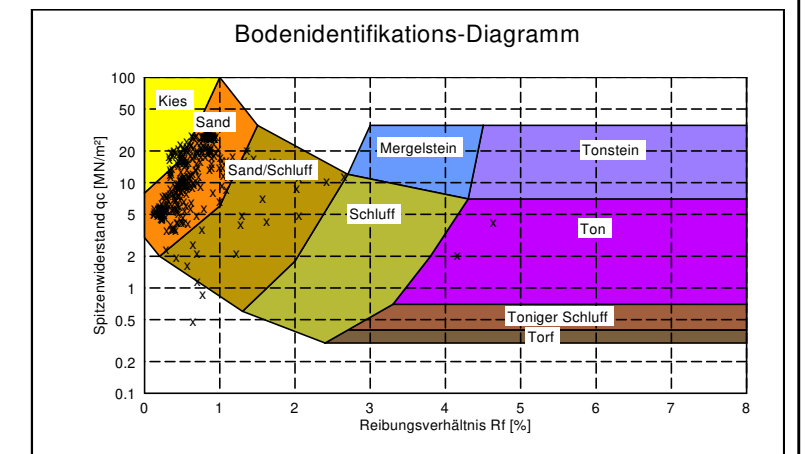 Bodenidentifikations-Diagramm
Spitzenwiderstand qc [MN/m²]
100
50
20
10
5
2
1
0.5
0.2
0.1
Kies
Sand
Sand/Schluff
Mergelstein
Tonstein
Schluff
Ton
Toniger Schluff
Torf
0 1 2 3 4 5 6 7 8
Reibungsverhältnis Rf [%]